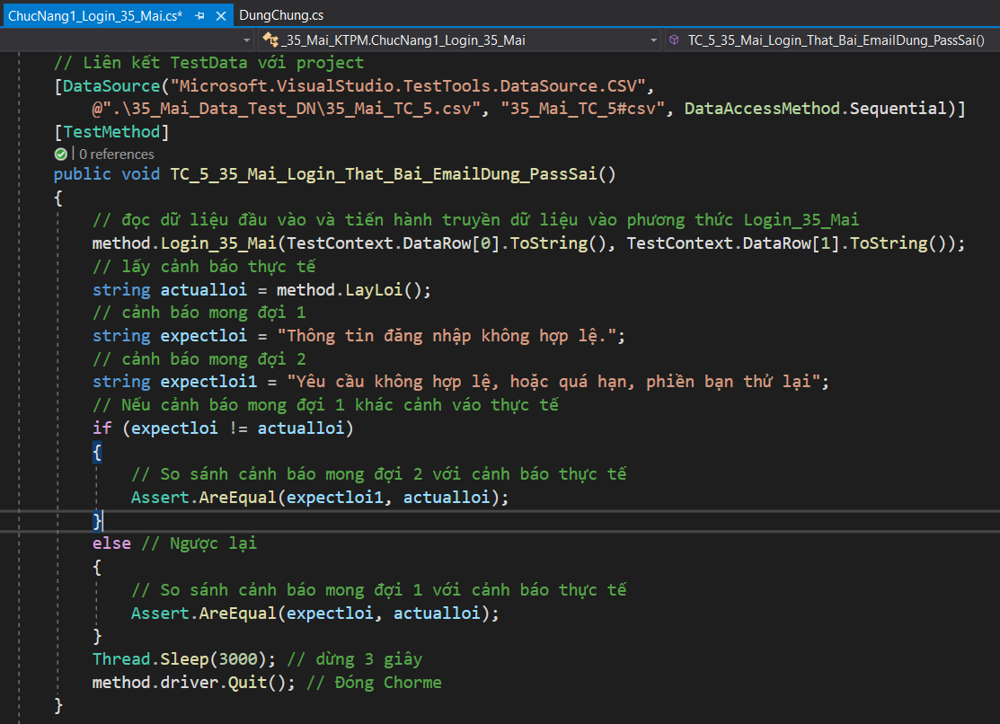 ChucNang1_Login_35_Mai.cs*
DungChung.cs
_35_Mai_KTPM.ChucNang1_Login_35_Mai
TC_5_35_Mai_Login_That_Bai_EmailDung_PassSai()
// Liên kết TestData với project
[DataSource("Microsoft.VisualStudio.TestTools.DataSource.CSV",
@".\35_Mai_Data_Test_DN\35_Mai_TC_5.csv", "35_Mai_TC_5#csv", DataAccessMethod.Sequential)]
[TestMethod]
| 0 references
public void TC_5_35_Mai_Login_That_Bai_EmailDung_PassSai()
{
// đọc dữ liệu đầu vào và tiến hành truyền dữ liệu vào phương thức Login_35_Mai
method.Login_35_Mai(TestContext.DataRow[0].ToString(), TestContext.DataRow[1].ToString());
// lấy cảnh báo thực tế
string actualloi = method.LayLoi();
// cảnh báo mong đợi 1
string expectloi = "Thông tin đăng nhập không hợp lệ.";
// cảnh báo mong đợi 2
string expectloi1 = "Yêu cầu không hợp lệ, hoặc quá hạn, phiền bạn thử lại";
// Nếu cảnh báo mong đợi 1 khác cảnh váo thực tế
if (expectloi != actualloi)
{
// So sánh cảnh báo mong đợi 2 với cảnh báo thực tế
Assert.AreEqual(expectloi1, actualloi);
}
else // Ngược lại
{
// So sánh cảnh báo mong đợi 1 với cảnh báo thực tế
Assert.AreEqual(expectloi, actualloi);
}
Thread.Sleep(3000); // dừng 3 giây
method.driver.Quit(); // Đóng Chorme
}